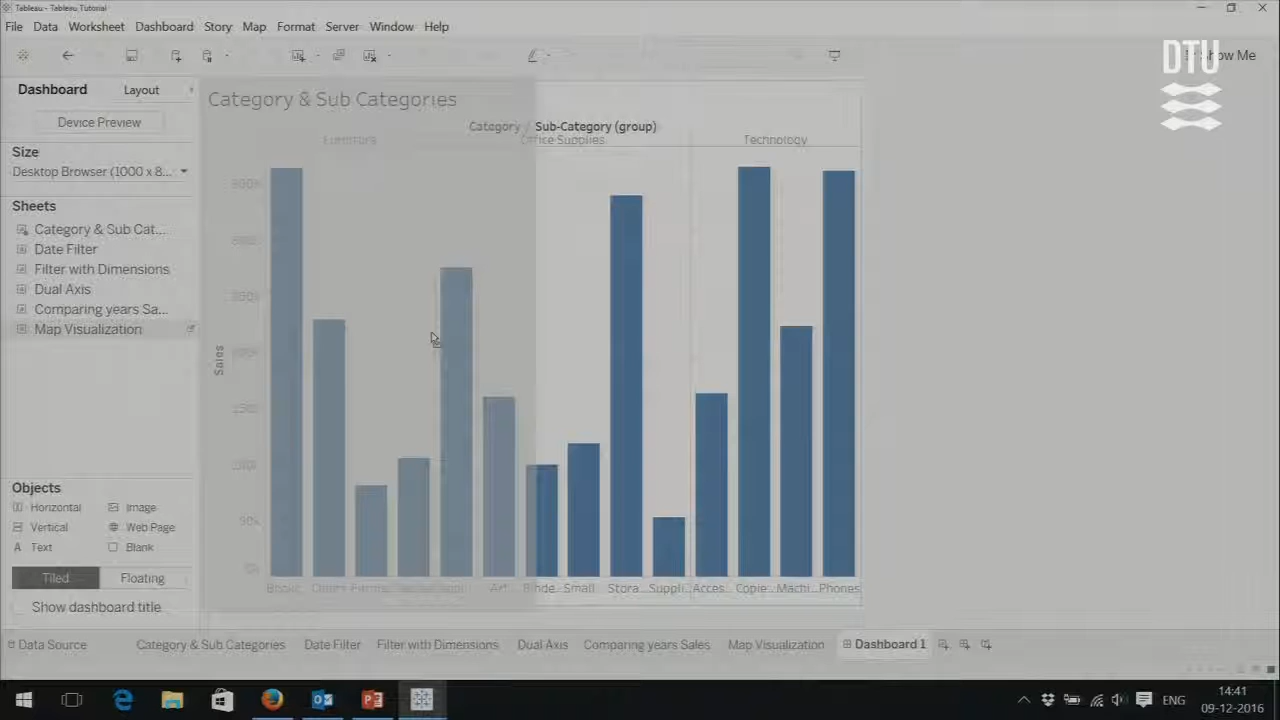 Tableau - Tableau Tutorial
File Data Worksheet Dashboard Story Map Format Server Window Help
DTU
Show Me
Dashboard Layout
Device Preview
Size
Desktop Browser (1000 x 8...
Sheets
Category & Sub Cat...
Date Filter
Filter with Dimensions
Dual Axis
Comparing years Sa...
Map Visualization
Objects
Horizontal Image
Vertical Web Page
Text Blank
Tiled Floating
Show dashboard title
Category & Sub Categories
Category / Sub-Category (group)
Furniture Office Supplies Technology
Sales
Art Binde.. Small.. Stora.. Suppli.. Acces.. Copie.. Machi.. Phones
Data Source Category & Sub Categories Date Filter Filter with Dimensions Dual Axis Comparing years Sales Map Visualization Dashboard 1
ENG
14:41
09-12-2016